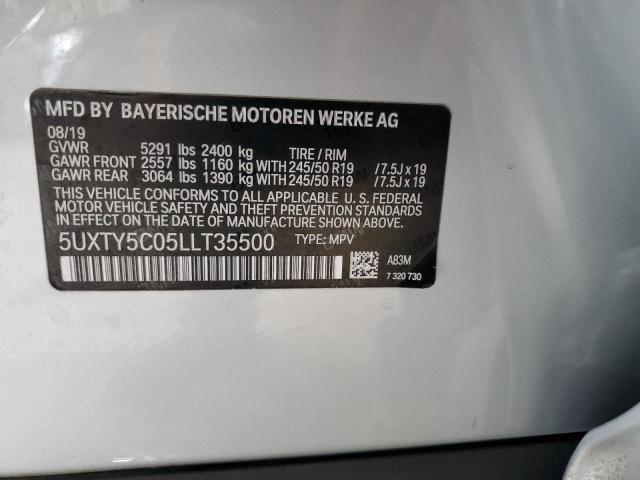 MFD BY BAYERISCHE MOTOREN WERKE AG
08/19
GVWR 5291 lbs 2400 kg TIRE / RIM
GAWR FRONT 2557 lbs 1160 kg WITH 245/50 R19 /7.5J x 19
GAWR REAR 3064 lbs 1390 kg WITH 245/50 R19 /7.5J x 19
THIS VEHICLE CONFORMS TO ALL APPLICABLE U. S. FEDERAL
MOTOR VEHICLE SAFETY, BUMPER, AND THEFT PREVENTION
STANDARDS IN EFFECT ON THE DATE OF MANUFACTURE
SHOWN ABOVE.
5UXTY5C05LLT35500 TYPE: MPV
A83M
7 320 730